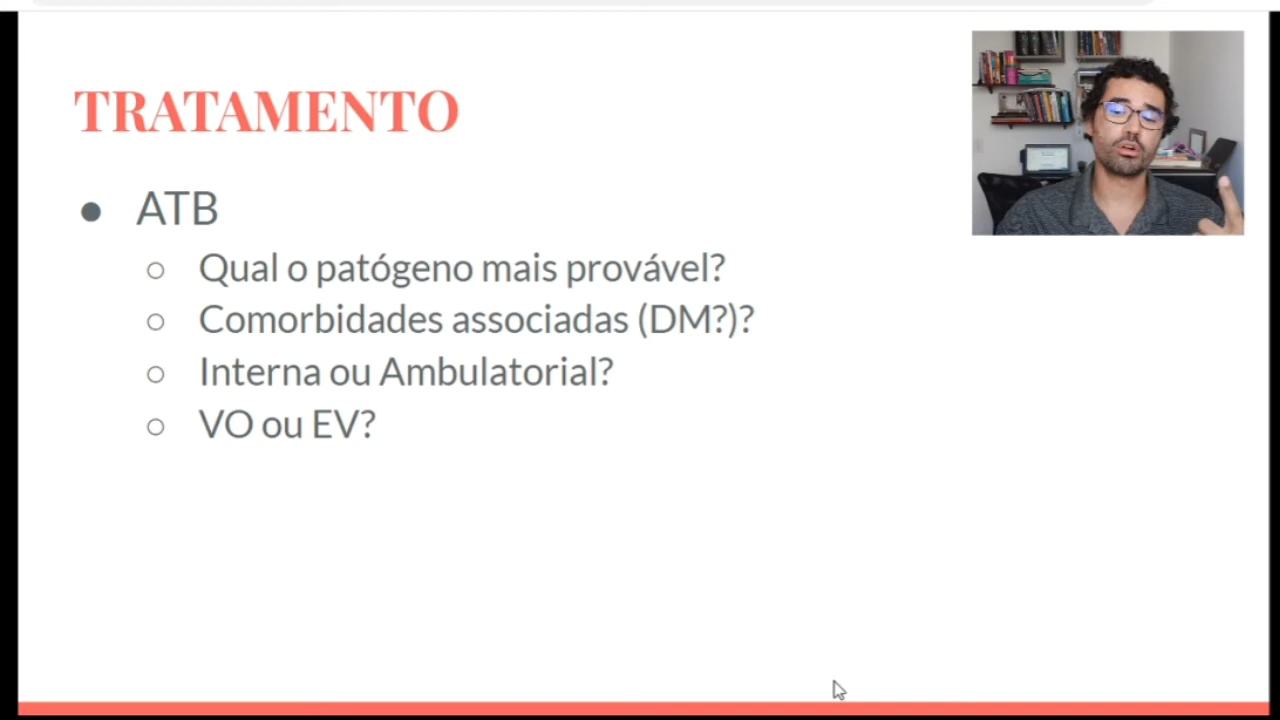 TRATAMENTO
● ATB
○ Qual o patógeno mais provável?
○ Comorbidades associadas (DM?)?
○ Interna ou Ambulatorial?
○ VO ou EV?